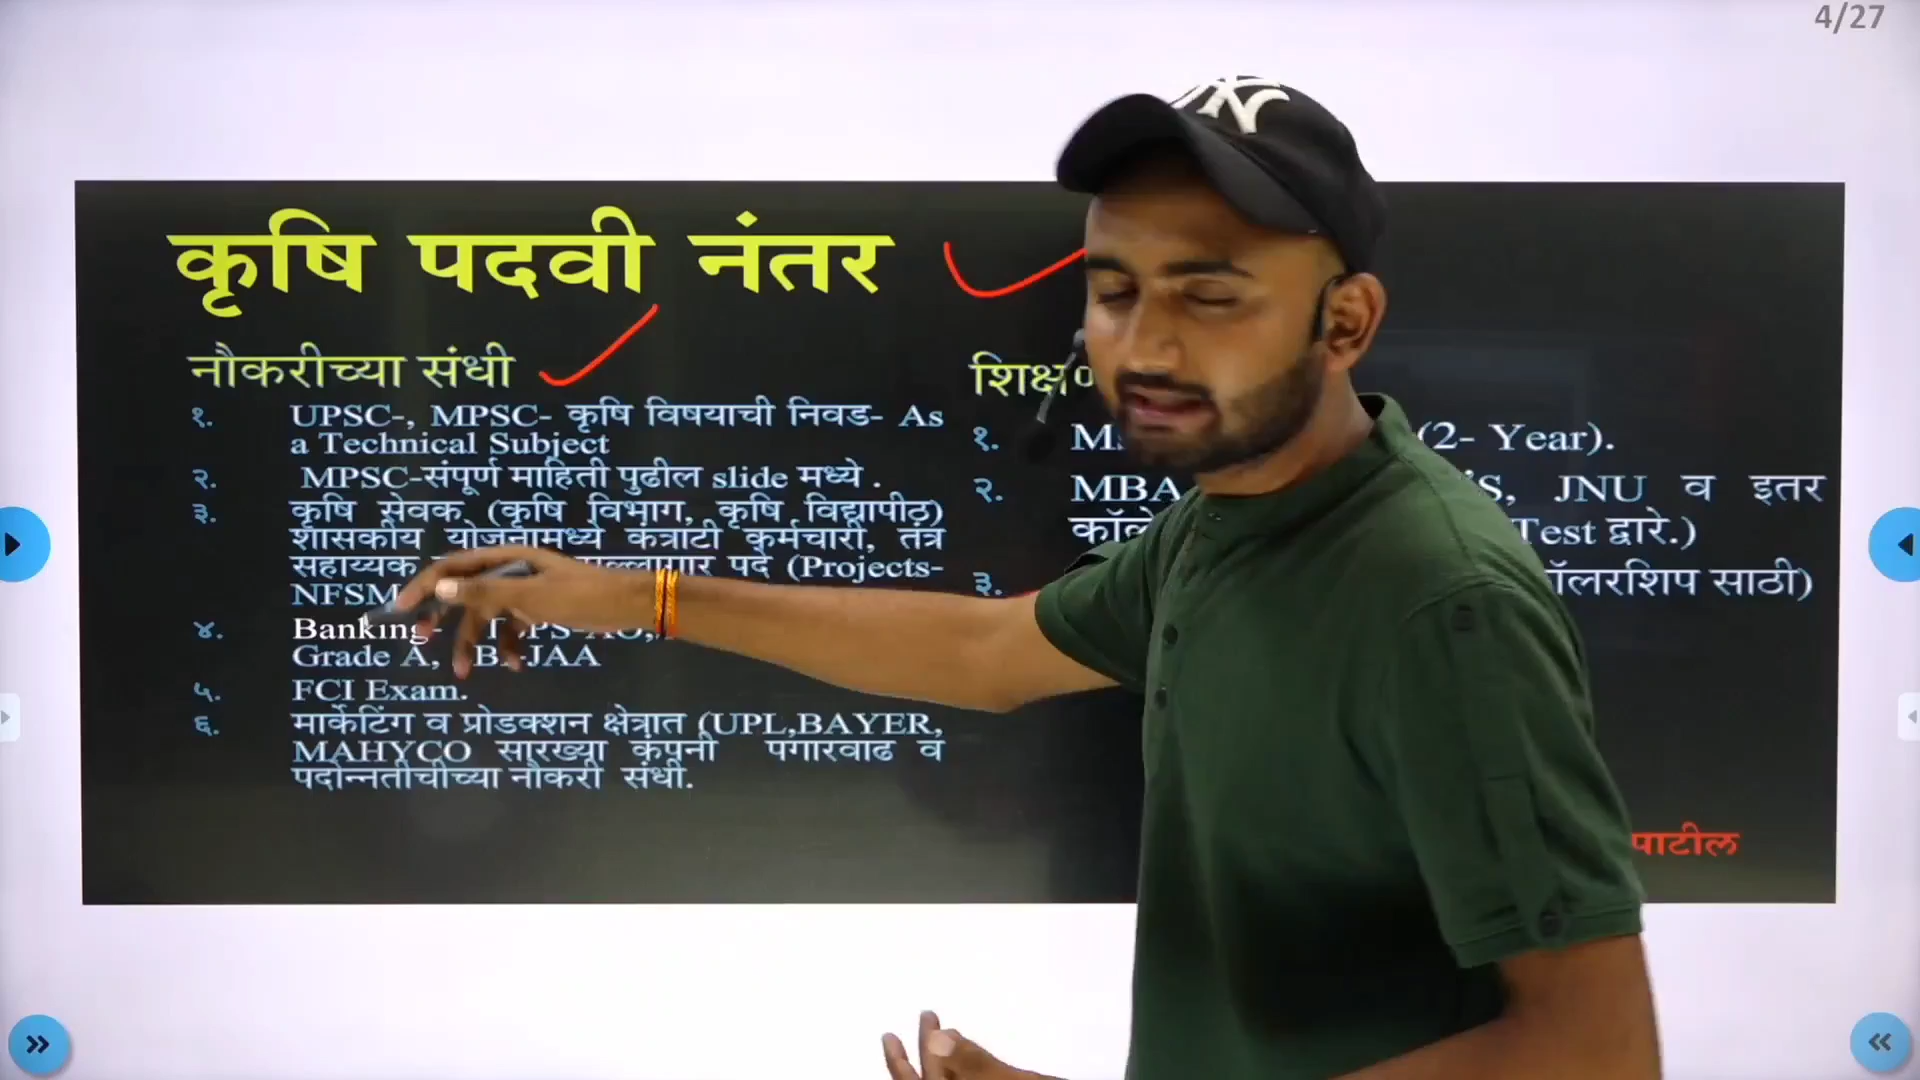 4/27
कृषि पदवी नंतर
नौकरीच्या संधी
१. UPSC-, MPSC- कृषि विषयाची निवड- As
a Technical Subject
२. MPSC-संपूर्ण माहिती पुढील slide मध्ये .
३. कृषि सेवक (कृषि विभाग, कृषि विद्यापीठ)
शासकीय योजनामध्ये कंत्राटी कर्मचारी, तंत्र
सहाय्यक पदे (Projects-
NFSM
४. Banking-
Grade A,
५. FCI Exam.
६. मार्केटिंग व प्रोडक्शन क्षेत्रात (UPL,BAYER,
MAHYCO सारख्या कंपनी पगारवाढ व
पदोन्नतीचीच्या नौकरी संधी.
१. (2- Year).
२. MBA JNU व इतर
Test द्वारे.)
३. साठी)
पाटील